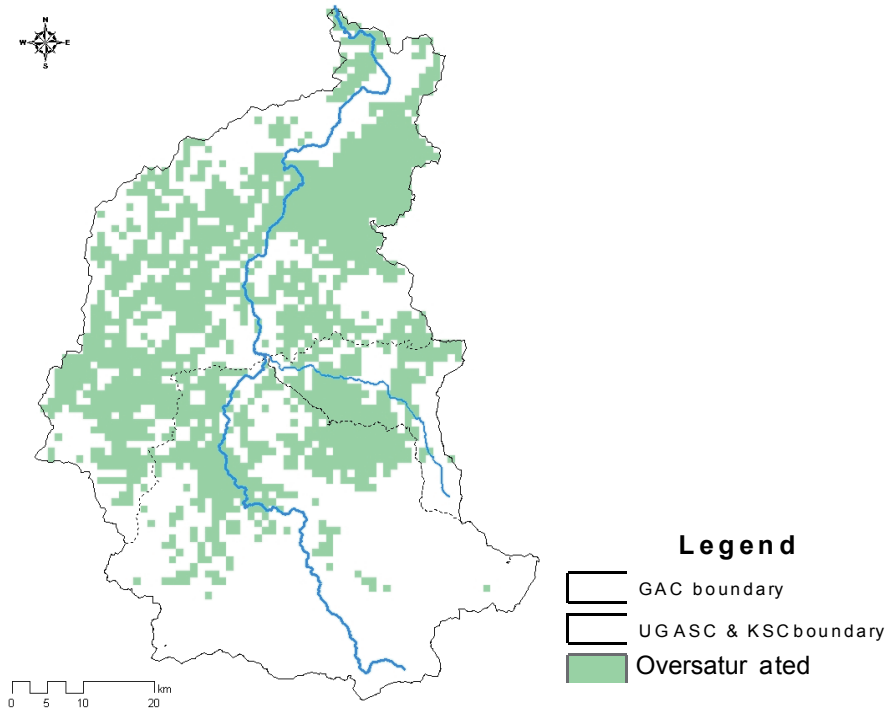 N
W E
S
Legend
GAC boundary
UGASC & KSC boundary
Oversatur ated
km
0 5 10 20